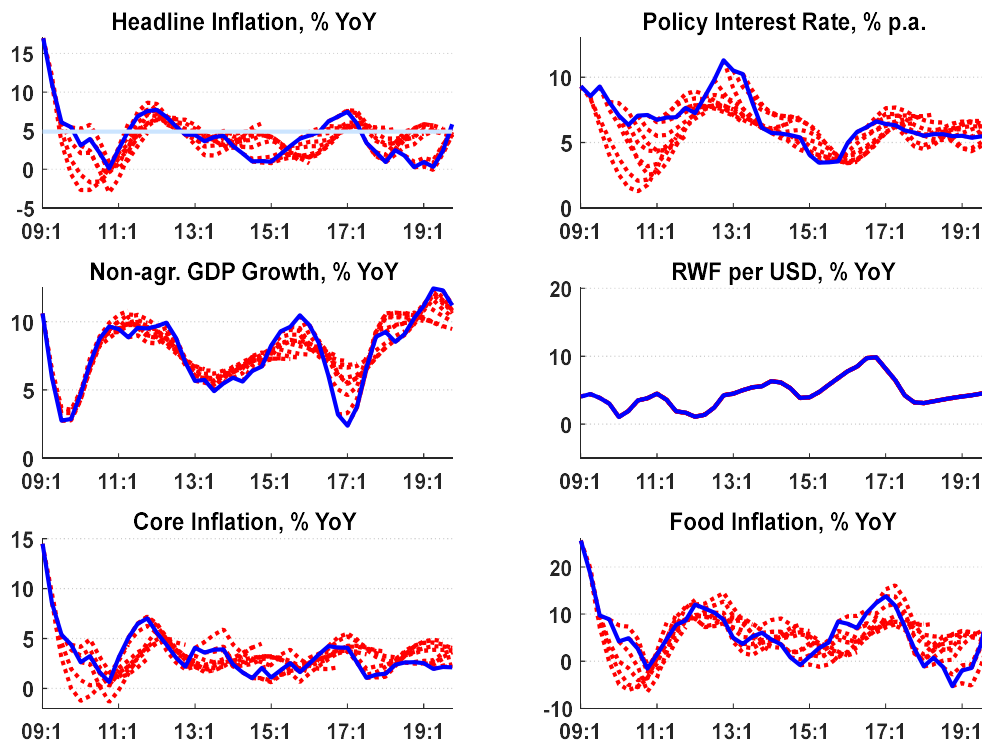 Headline Inflation, % YoY
15
10
5
0
-5
09:1 11:1 13:1 15:1 17:1 19:1
Policy Interest Rate, % p.a.
10
5
0
09:1 11:1 13:1 15:1 17:1 19:1
Non-agr. GDP Growth, % YoY
10
5
0
09:1 11:1 13:1 15:1 17:1 19:1
RWF per USD, % YoY
20
10
0
09:1 11:1 13:1 15:1 17:1 19:1
Core Inflation, % YoY
15
10
5
0
09:1 11:1 13:1 15:1 17:1 19:1
Food Inflation, % YoY
20
10
0
-10
09:1 11:1 13:1 15:1 17:1 19:1